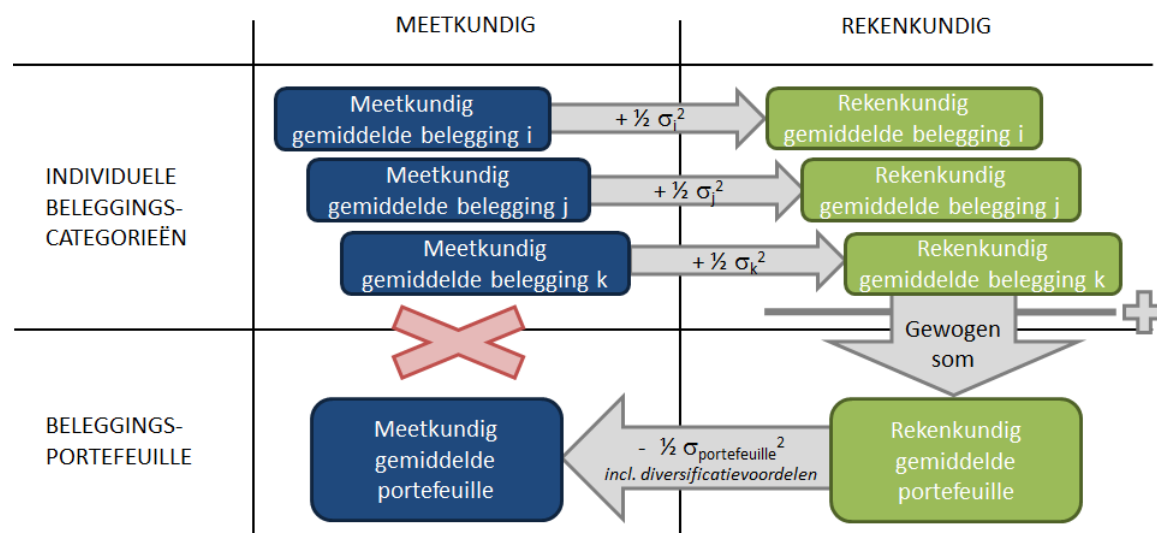 MEETKUNDIG
REKENKUNDIG
INDIVIDUELE
BELEGGINGS-
CATEGORIEËN
Meetkundig
gemiddelde belegging i
+ ½ σi²
Rekenkundig
gemiddelde belegging i
Meetkundig
gemiddelde belegging j
+ ½ σj²
Rekenkundig
gemiddelde belegging j
Meetkundig
gemiddelde belegging k
+ ½ σk²
Rekenkundig
gemiddelde belegging k
Gewogen
som
BELEGGINGS-
PORTEFEUILLE
Meetkundig
gemiddelde
portefeuille
- ½ σportefeuille²
incl. diversificatievoordelen
Rekenkundig
gemiddelde
portefeuille